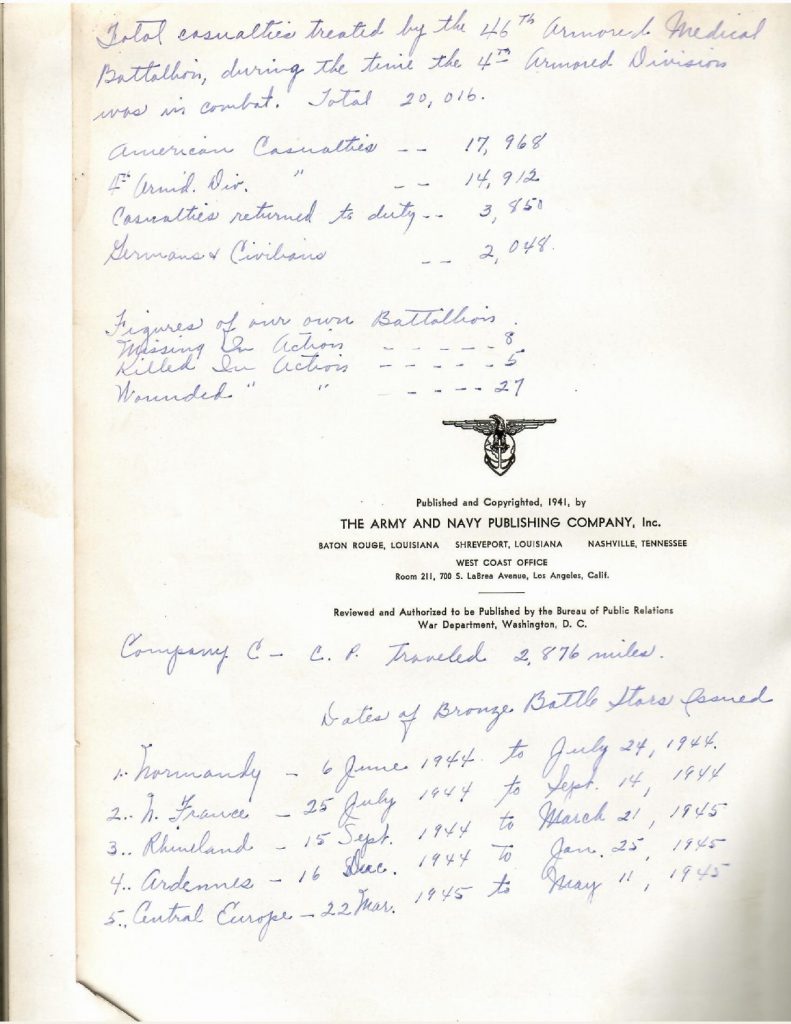 Total casualties treated by the 46th Armored Medical
Battallion, during the time the 4th Armored Division
was in combat. Total 20,016.
American Casualties -- 17,968
4th Arm'd. Div. " -- 14,912
Casualties returned to duty -- 3,850
Germans & Civilians -- 2,048.
Figures of our own Battallion.
Missing In Action ----- 8
Killed In Action ----- 5
Wounded " " ----- 27
Published and Copyrighted, 1941, by
THE ARMY AND NAVY PUBLISHING COMPANY, Inc.
BATON ROUGE, LOUISIANA SHREVEPORT, LOUISIANA NASHVILLE, TENNESSEE
WEST COAST OFFICE
Room 211, 700 S. LaBrea Avenue, Los Angeles, Calif.
Reviewed and Authorized to be Published by the Bureau of Public Relations
War Department, Washington, D. C.
Company C - C. P. Traveled 2,876 miles.
Dates of Bronze Battle Stars Issued
1.. Normandy - 6 June 1944 to July 24, 1944.
2.. N. France - 25 July 1944 to Sept. 14, 1944
3.. Rhineland - 15 Sept. 1944 to March 21, 1945
4.. Ardennes - 16 Dec. 1944 to Jan. 25, 1945
5.. Central Europe - 22 Mar. 1945 to May 11, 1945